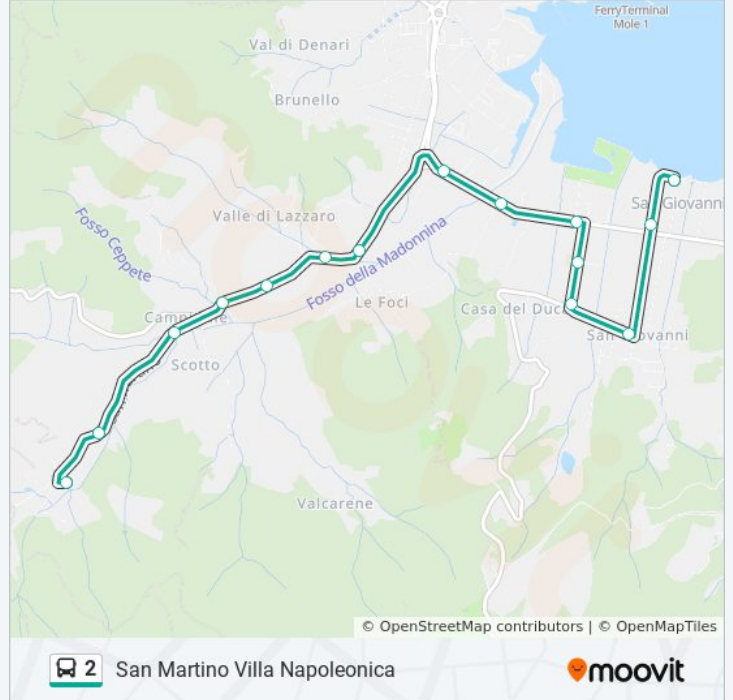 FerryTerminal
Mole 1
Val di Denari
Brunello
San Giovanni
Valle di Lazzaro
Fosso Ceppete
Fosso della Madonnina
Le Foci
Casa del Duca
San Giovanni
Scotto
Valcarene
© OpenStreetMap contributors | © OpenMapTiles
2 San Martino Villa Napoleonica
moovit